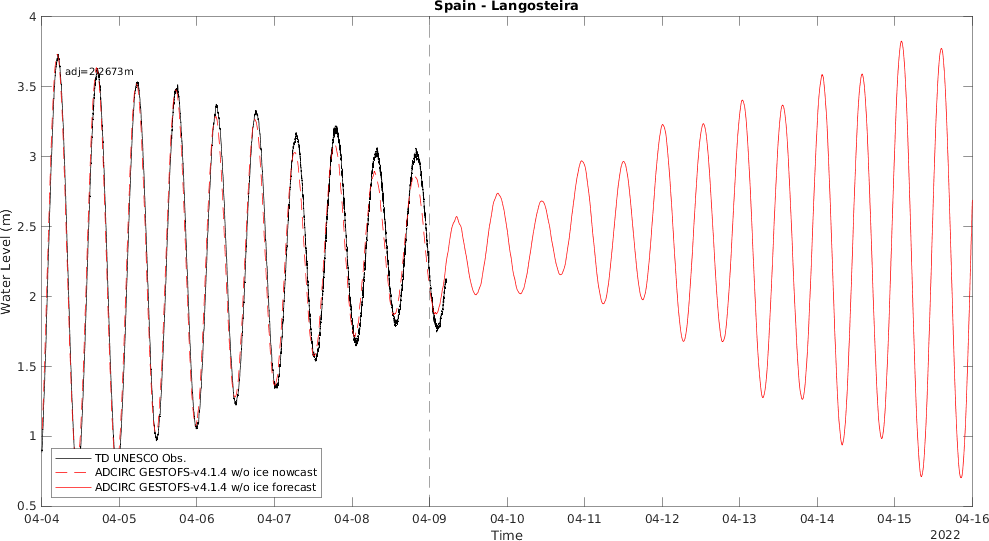 Spain - Langosteira
4
3.5
3
2.5
2
1.5
1
0.5
Water Level (m)
adj=2.2673m
TD UNESCO Obs.
ADCIRC GESTOFS-v4.1.4 w/o ice nowcast
ADCIRC GESTOFS-v4.1.4 w/o ice forecast
04-04 04-05 04-06 04-07 04-08 04-09 04-10 04-11 04-12 04-13 04-14 04-15 04-16
Time
2022